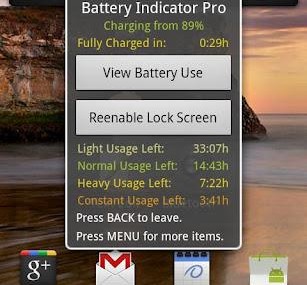 Battery Indicator Pro
Charging from 89%
Fully Charged in: 0:29h
View Battery Use
Reenable Lock Screen
Light Usage Left: 33:07h
Normal Usage Left: 14:43h
Heavy Usage Left: 7:22h
Constant Usage Left: 3:41h
Press BACK to leave.
Press MENU for more items.
g+